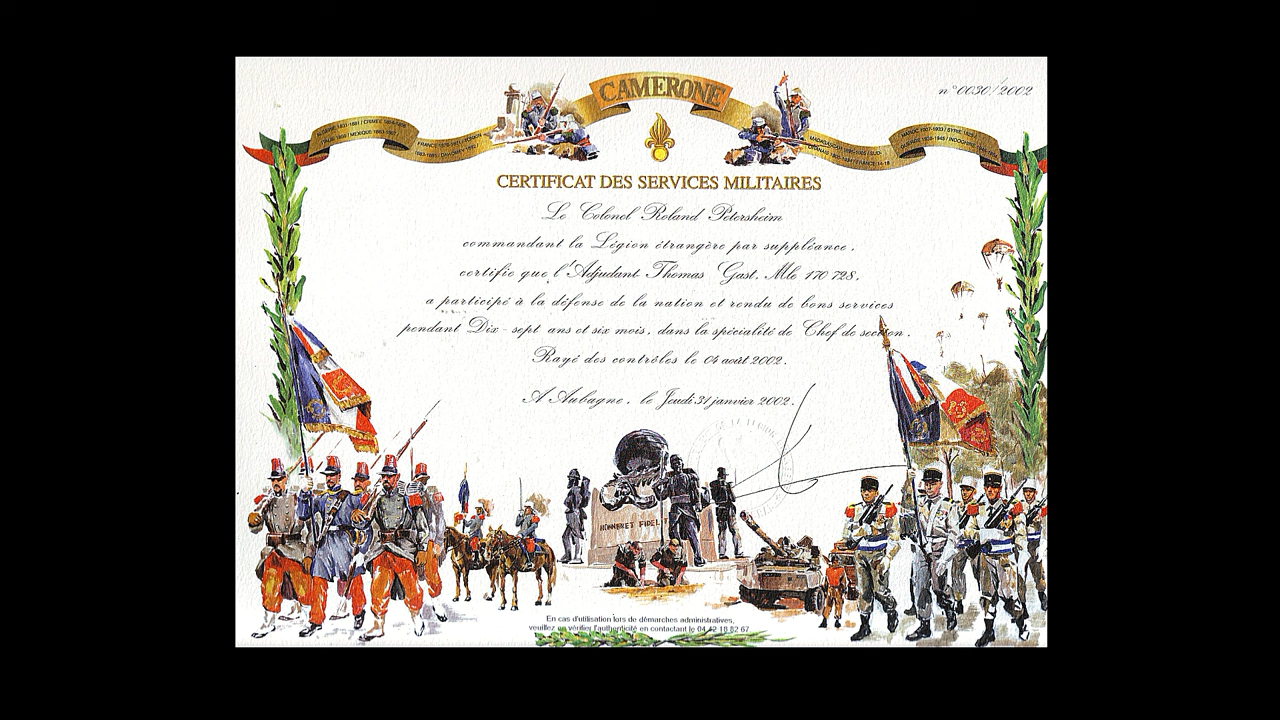 CAMERONE
n°0030/2002
CERTIFICAT DES SERVICES MILITAIRES
Le Colonel Roland Petersheim
commandant la Légion étrangère par suppléance,
certifie que l'Adjudant Thomas Gast, Mle 170 728,
a participé à la défense de la nation et rendu de bons services
pendant Dix-sept ans et six mois, dans la spécialité de Chef de section.
Rayé des contrôles le 04 août 2002.
A Aubagne, le Jeudi 31 janvier 2002.
HONNEUR ET FIDEL
En cas d'utilisation lors de démarches administratives,
veuillez en vérifier l'authenticité en contactant le 04 42 18 82 67